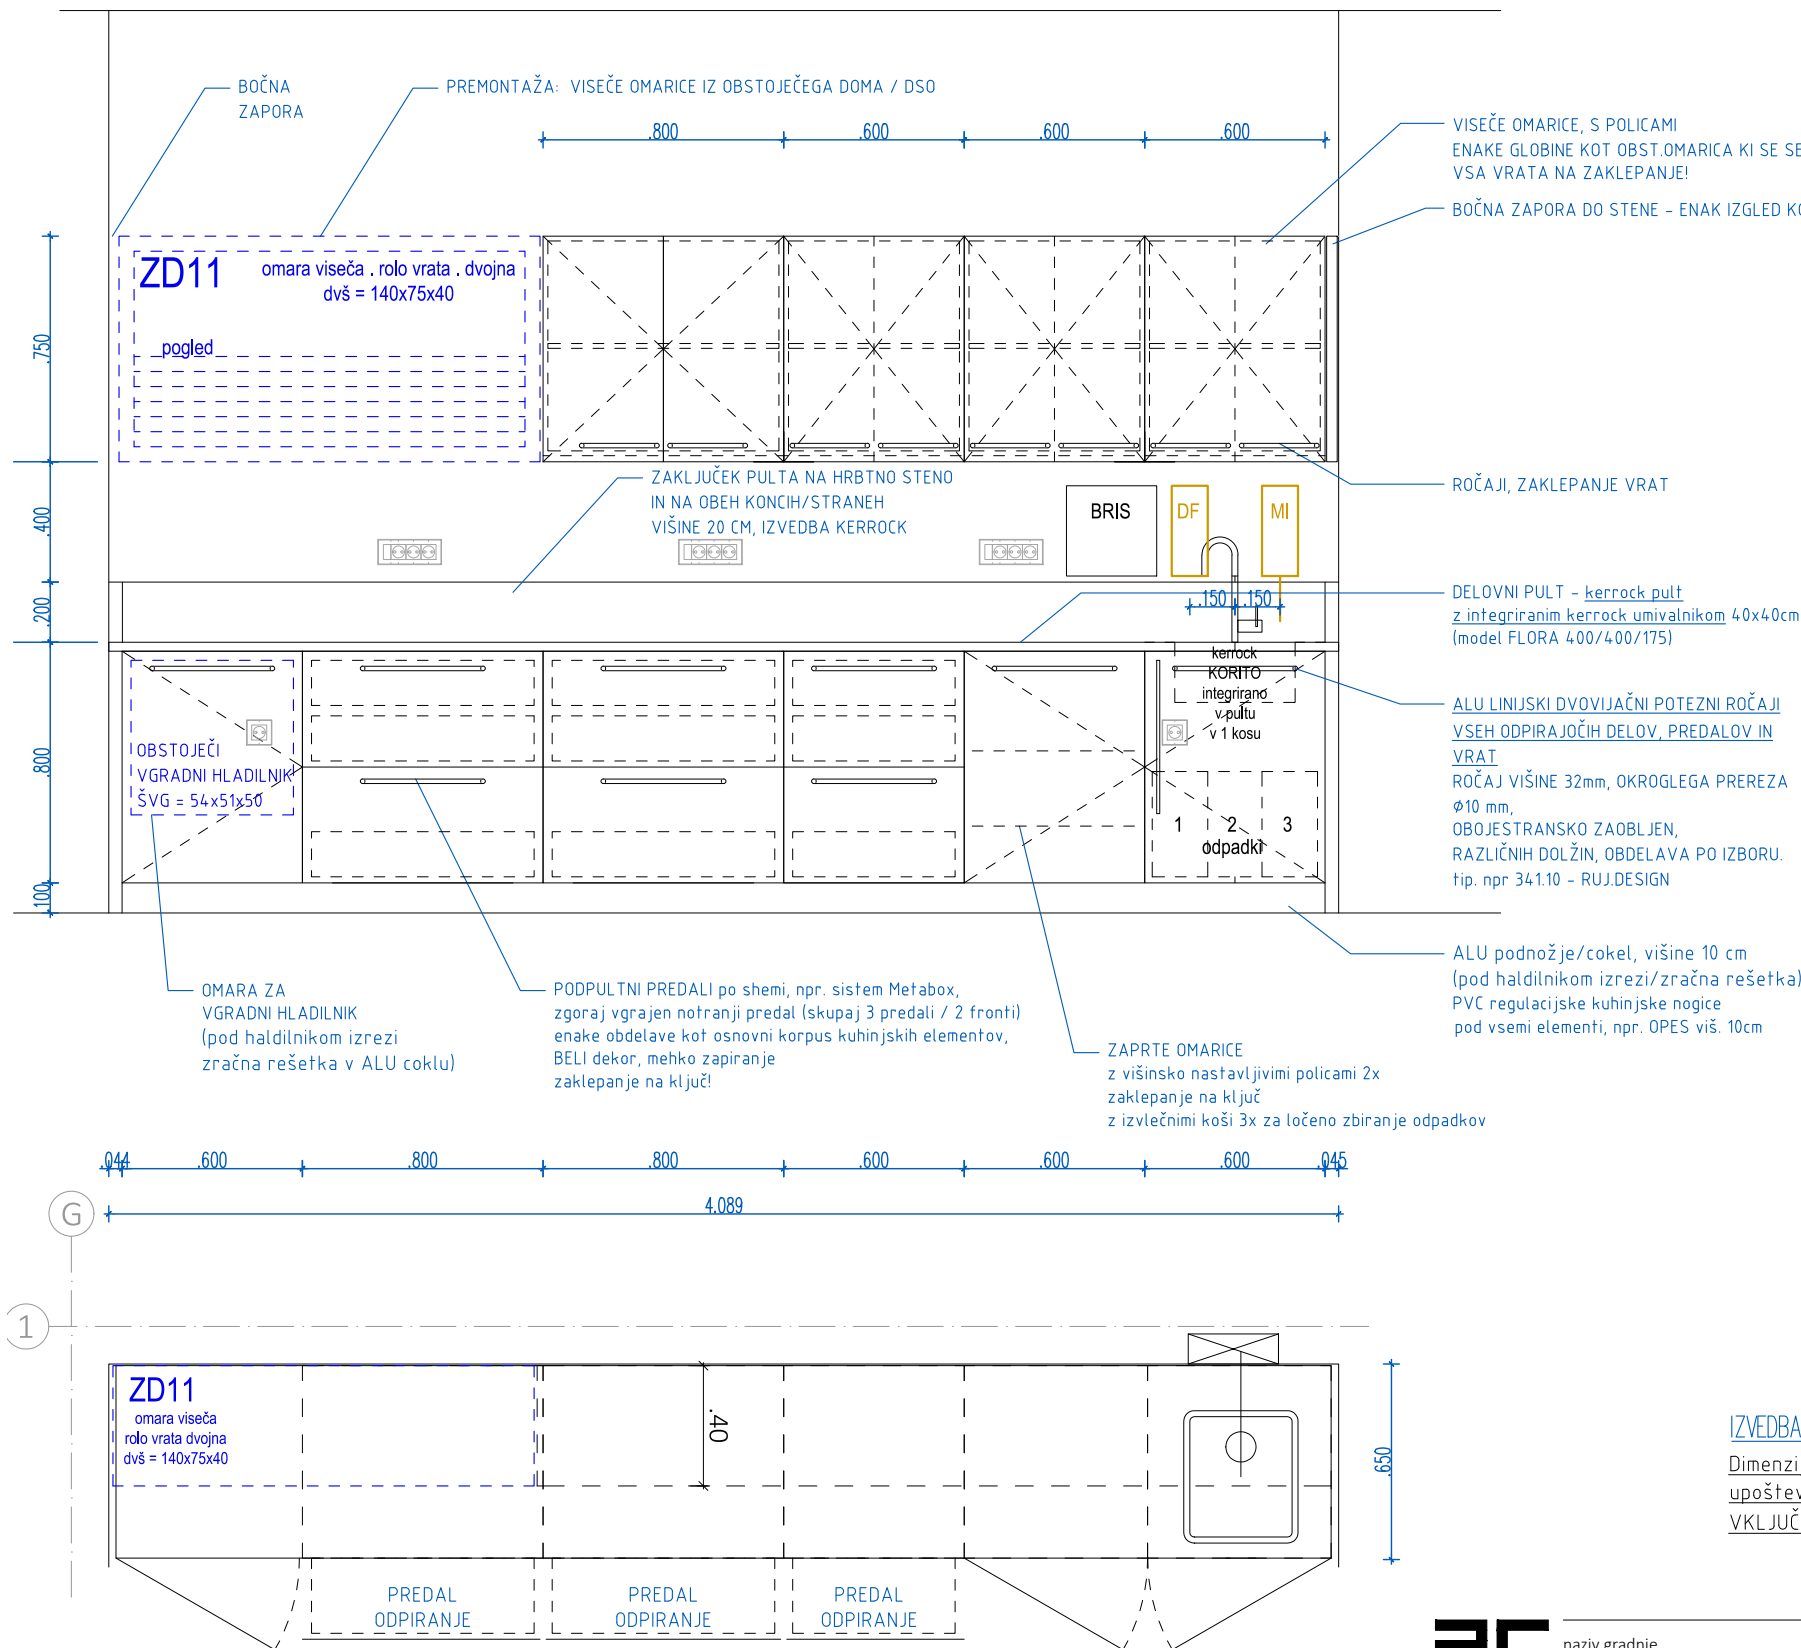 BOČNA
ZAPORA
PREMONTAŽA: VISEČE OMARICE IZ OBSTOJEČEGA DOMA / DSO
.800
.600
.600
.600
VISEČE OMARICE, S POLICAMI
ENAKE GLOBINE KOT OBST.OMARICA KI SE SE
VSA VRATA NA ZAKLEPANJE!
BOČNA ZAPORA DO STENE - ENAK IZGLED KO
ZD11
omara viseča . rolo vrata . dvojna
dvš = 140x75x40
pogled
.750
.400
.200
.800
.100
ZAKLJUČEK PULTA NA HRBTNO STENO
IN NA OBEH KONCIH/STRANEH
VIŠINE 20 CM, IZVEDBA KERROCK
BRIS
DF
MI
ROČAJI, ZAKLEPANJE VRAT
.150
.150
DELOVNI PULT - kerrock pult
z integriranim kerrock umivalnikom 40x40cm
(model FLORA 400/400/175)
kerrock
KORITO
integrirano
v pultu
v 1 kosu
ALU LINIJSKI DVOVIJAČNI POTEZNI ROČAJI
VSEH ODPIRAJOČIH DELOV, PREDALOV IN
VRAT
ROČAJ VIŠINE 32mm, OKROGLEGA PREREZA
Ø10 mm,
OBOJESTRANSKO ZAOBLJEN,
RAZLIČNIH DOLŽIN, OBDELAVA PO IZBORU.
tip. npr 341.10 - RUJ.DESIGN
OBSTOJEČI
VGRADNI HLADILNIK
ŠVG = 54x51x50
1
2
3
odpadki
ALU podnožje/cokel, višine 10 cm
(pod haldilnikom izrezi/zračna rešetka)
PVC regulacijske kuhinjske nogice
pod vsemi elementi, npr. OPES viš. 10cm
OMARA ZA
VGRADNI HLADILNIK
(pod haldilnikom izrezi
zračna rešetka v ALU coklu)
PODPULTNI PREDALI po shemi, npr. sistem Metabox,
zgoraj vgrajen notranji predal (skupaj 3 predali / 2 fronti)
enake obdelave kot osnovni korpus kuhinjskih elementov,
BELI dekor, mehko zapiranje
zaklepanje na ključ!
ZAPRTE OMARICE
z višinsko nastavljivimi policami 2x
zaklepanje na ključ
z izvlečnimi koši 3x za ločeno zbiranje odpadkov
.044
.600
.800
.800
.600
.600
.600
.045
4.089
G
1
ZD11
omara viseča
rolo vrata dvojna
dvš = 140x75x40
.40
.650
PREDAL
ODPIRANJE
PREDAL
ODPIRANJE
PREDAL
ODPIRANJE
IZVEDBA
Dimenzi
upoštev
VKLJUČ
naziv gradnje